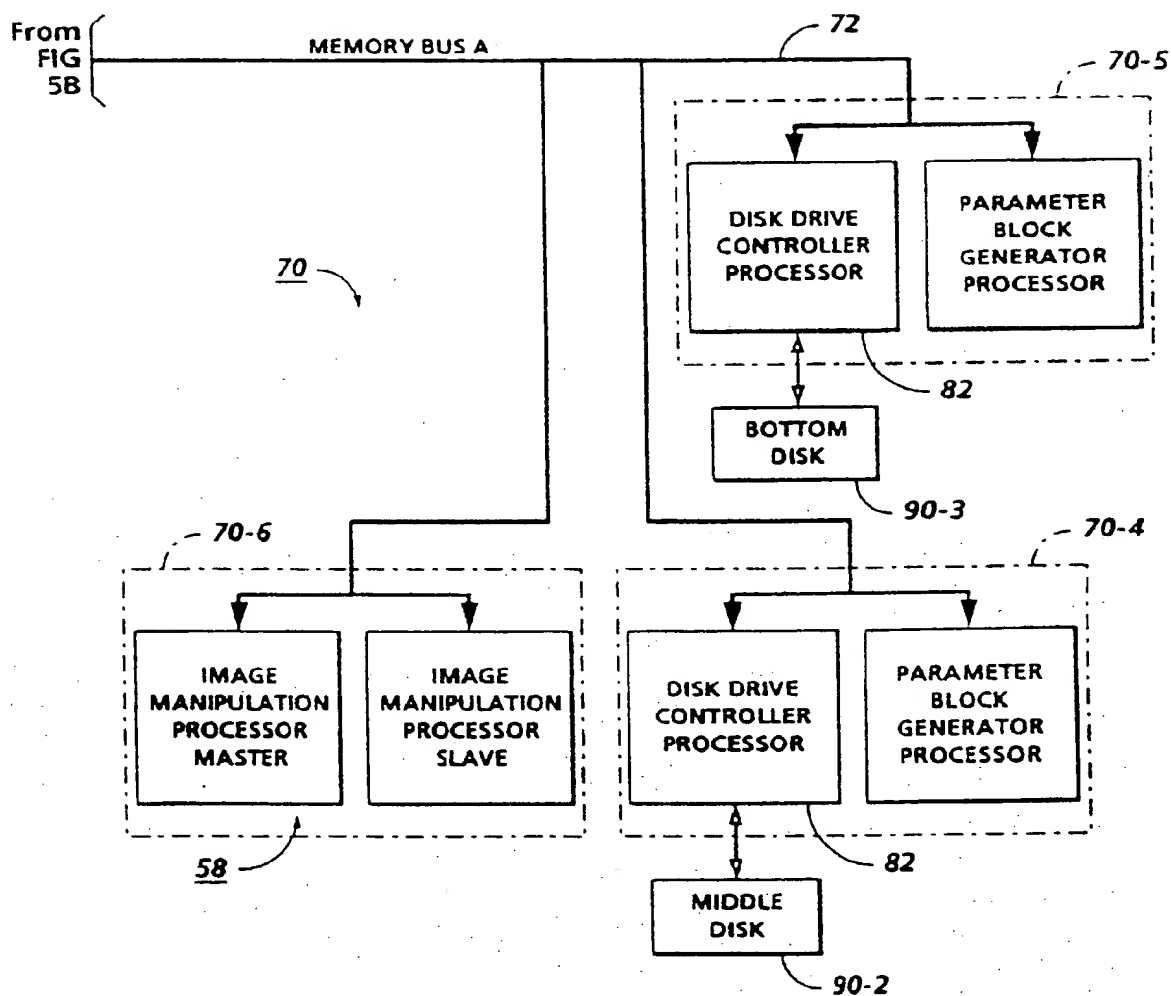 From
FIG
5B
MEMORY BUS A
72
70-5
DISK DRIVE
CONTROLLER
PROCESSOR
PARAMETER
BLOCK
GENERATOR
PROCESSOR
70
82
BOTTOM
DISK
90-3
70-6
70-4
IMAGE
MANIPULATION
PROCESSOR
MASTER
IMAGE
MANIPULATION
PROCESSOR
SLAVE
DISK DRIVE
CONTROLLER
PROCESSOR
PARAMETER
BLOCK
GENERATOR
PROCESSOR
58
82
MIDDLE
DISK
90-2